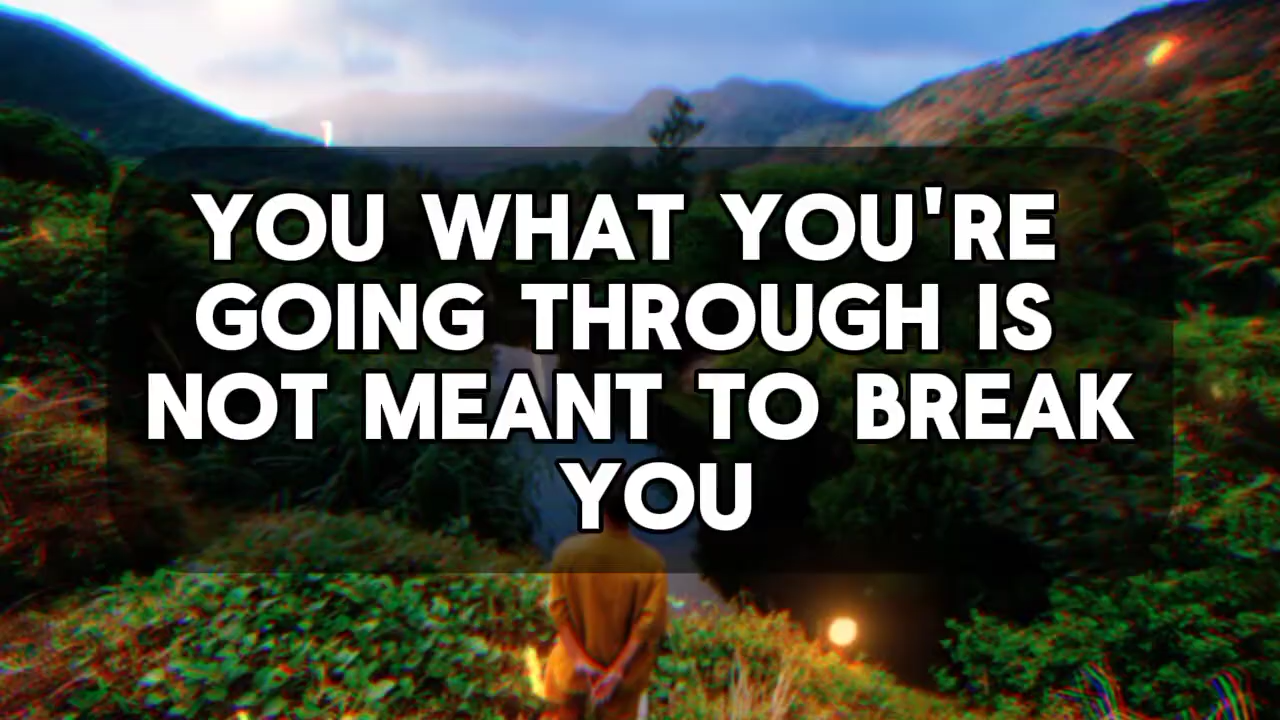 YOU WHAT YOU'RE
GOING THROUGH IS
NOT MEANT TO BREAK
YOU